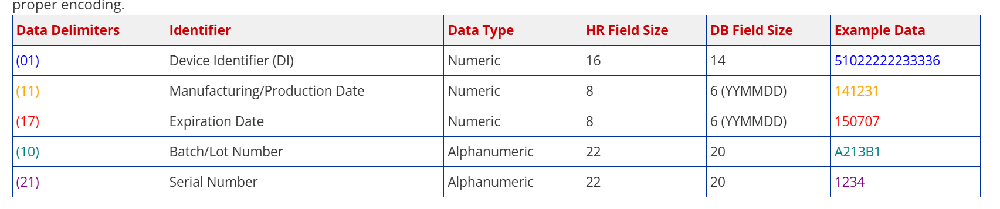 proper encoding.
Data Delimiters Identifier Data Type HR Field Size DB Field Size Example Data
(01) Device Identifier (DI) Numeric 16 14 51022222233336
(11) Manufacturing/Production Date Numeric 8 6 (YYMMDD) 141231
(17) Expiration Date Numeric 8 6 (YYMMDD) 150707
(10) Batch/Lot Number Alphanumeric 22 20 A213B1
(21) Serial Number Alphanumeric 22 20 1234